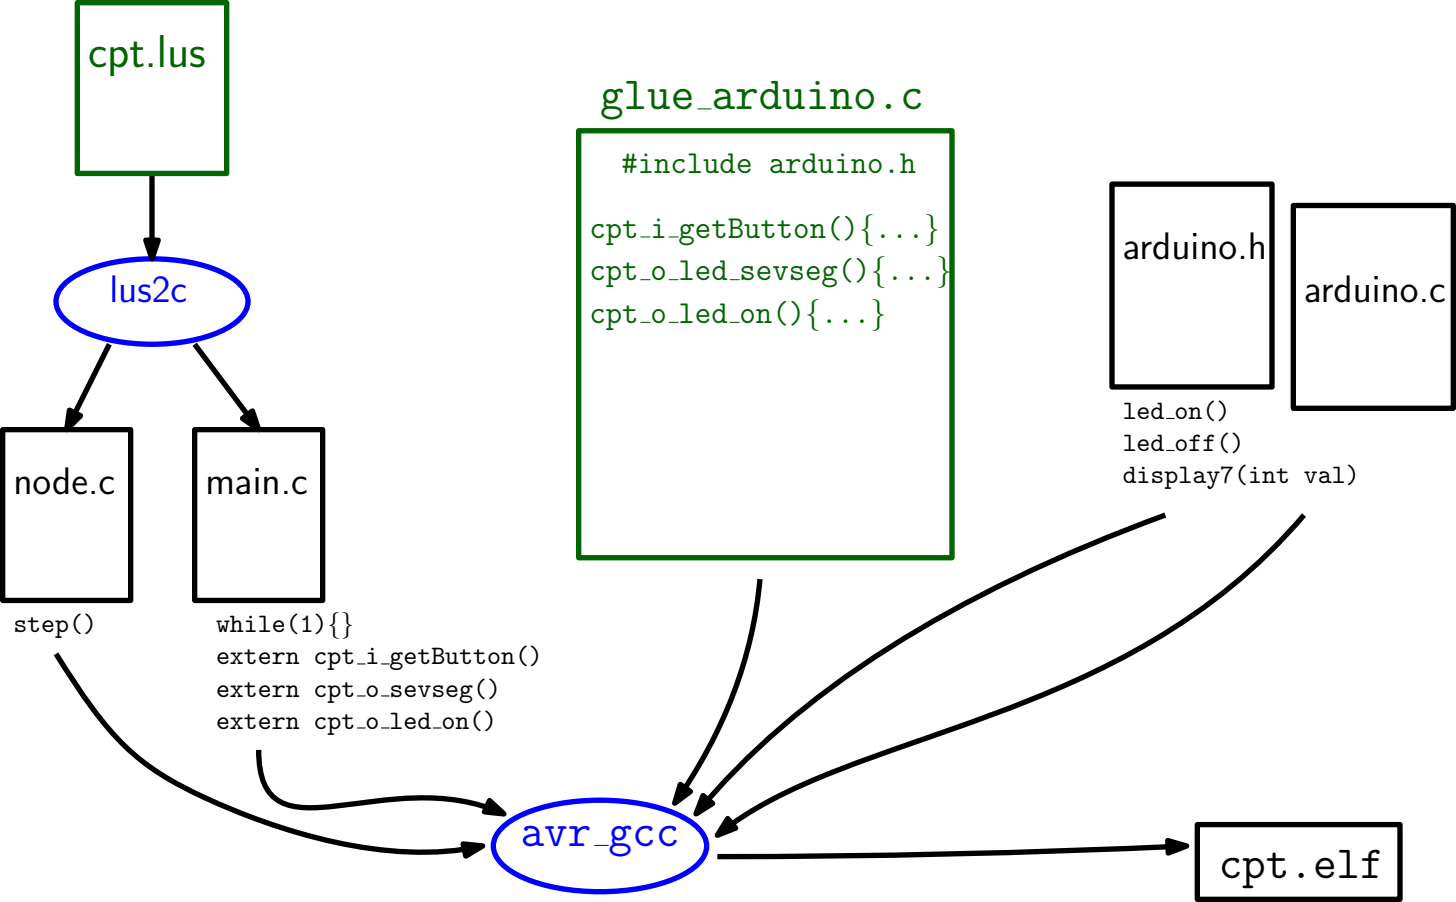 cpt.lus
lus2c
node.c
step()
main.c
while(1){}
extern cpt_i_getButton()
extern cpt_o_sevseg()
extern cpt_o_led_on()
glue_arduino.c
#include arduino.h
cpt_i_getButton(){...}
cpt_o_led_sevseg(){...}
cpt_o_led_on(){...}
arduino.h
arduino.c
led_on()
led_off()
display7(int val)
avr_gcc
cpt.elf